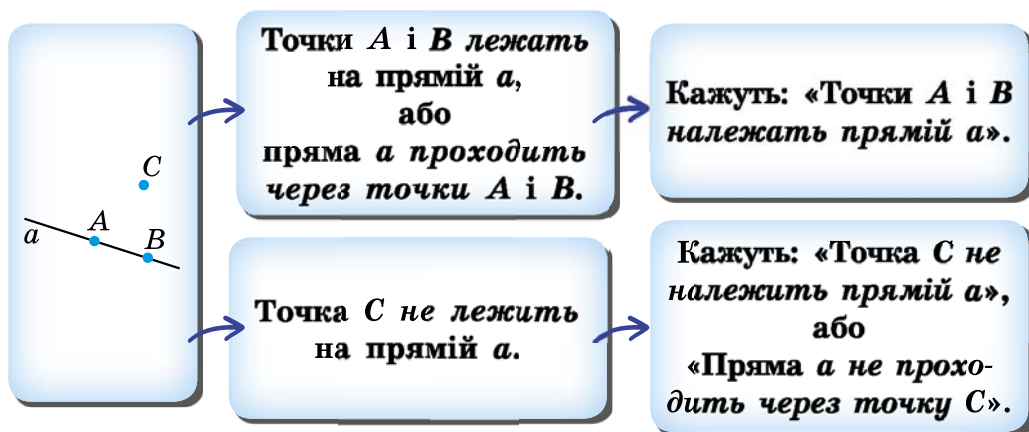 C
A
B
a
Точки A і B лежать
на прямій a,
або
пряма a проходить
через точки A і B.
Кажуть: «Точки A і B
належать прямій a».
Точка C не лежить
на прямій a.
Кажуть: «Точка C не
належить прямій a»,
або
«Пряма a не прохо-
дить через точку C».